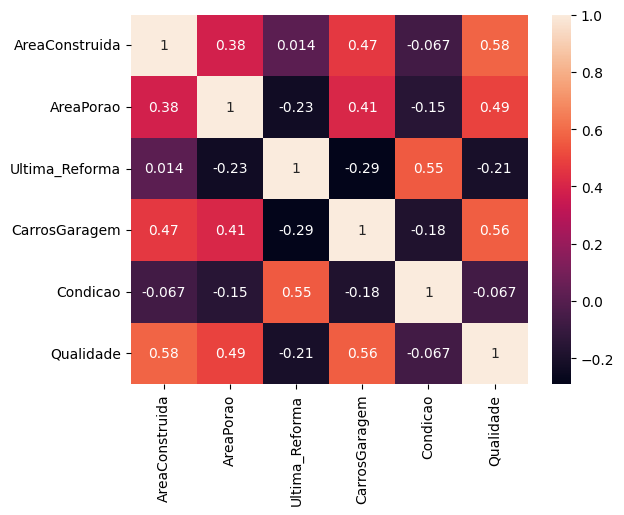 AreaConstruida 1 0.38 0.014 0.47 -0.067 0.58
AreaPorao 0.38 1 -0.23 0.41 -0.15 0.49
Ultima_Reforma 0.014 -0.23 1 -0.29 0.55 -0.21
CarrosGaragem 0.47 0.41 -0.29 1 -0.18 0.56
Condicao -0.067 -0.15 0.55 -0.18 1 -0.067
Qualidade 0.58 0.49 -0.21 0.56 -0.067 1
AreaConstruida
AreaPorao
Ultima_Reforma
CarrosGaragem
Condicao
Qualidade
1.0
0.8
0.6
0.4
0.2
0.0
−0.2